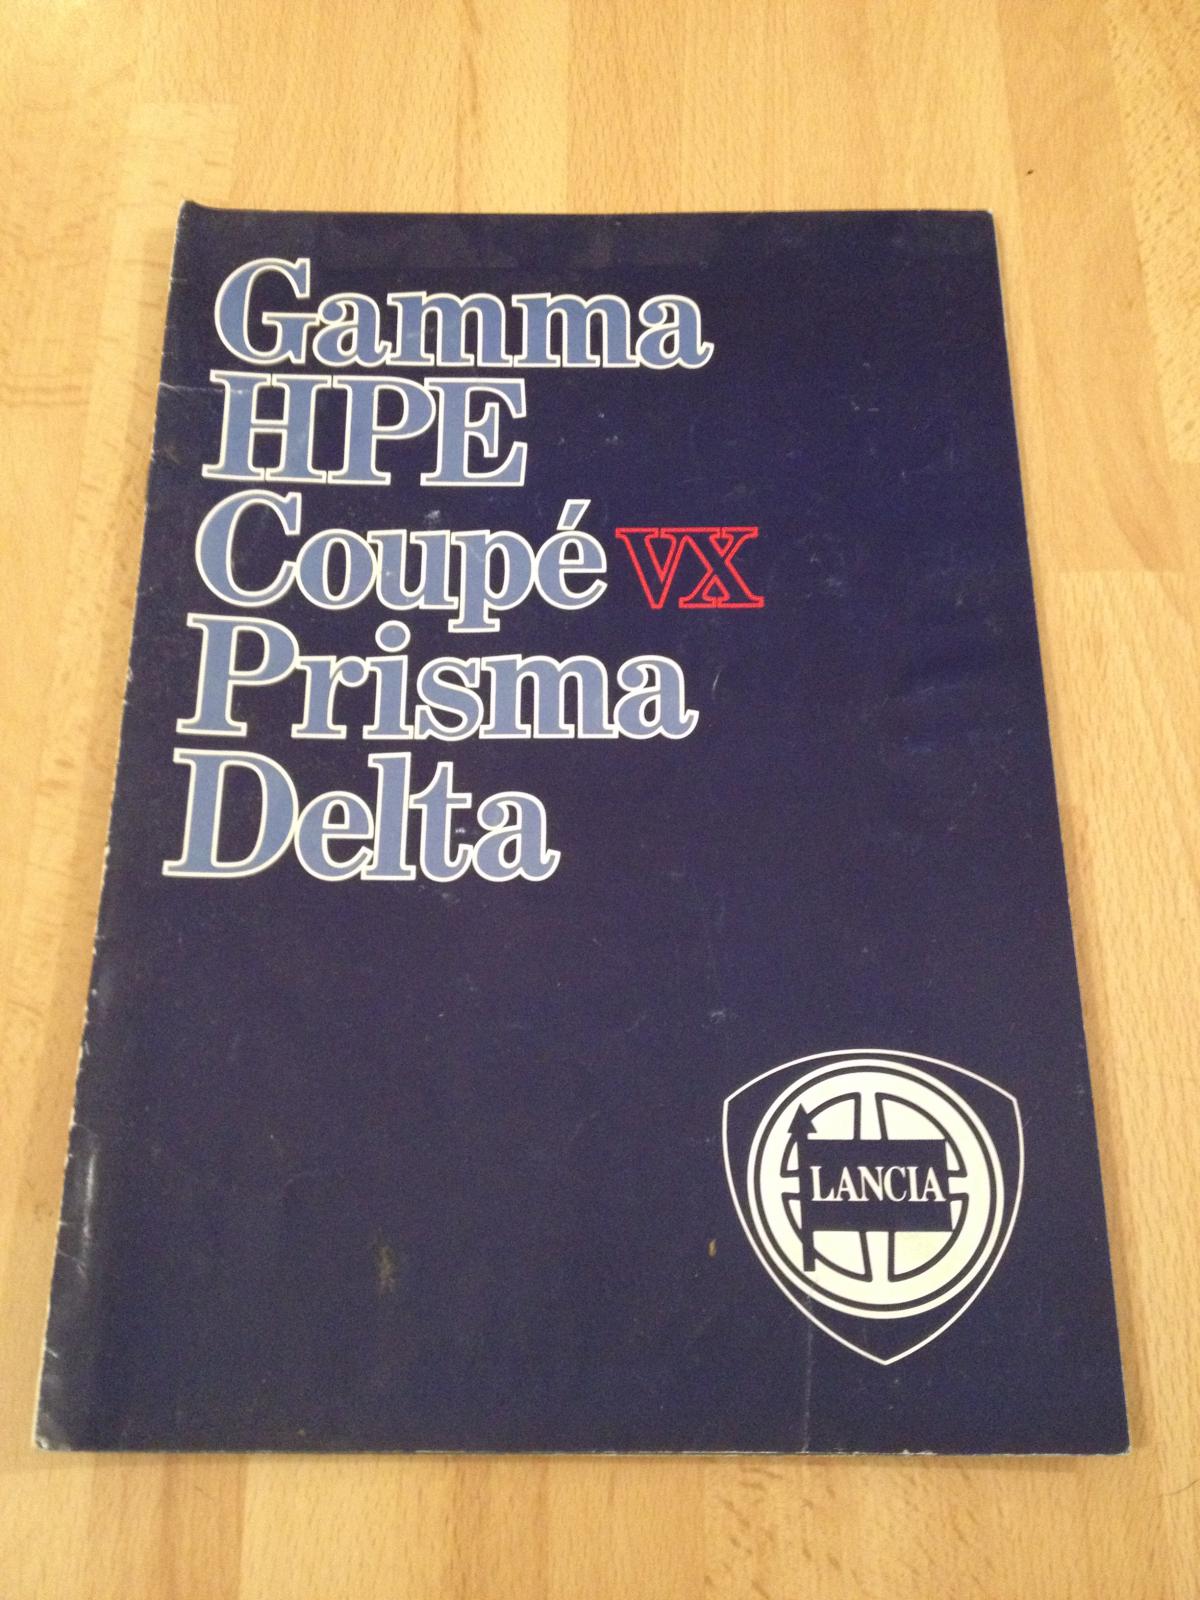 Gamma
HPE
Coupé VX
Prisma
Delta
LANCIA